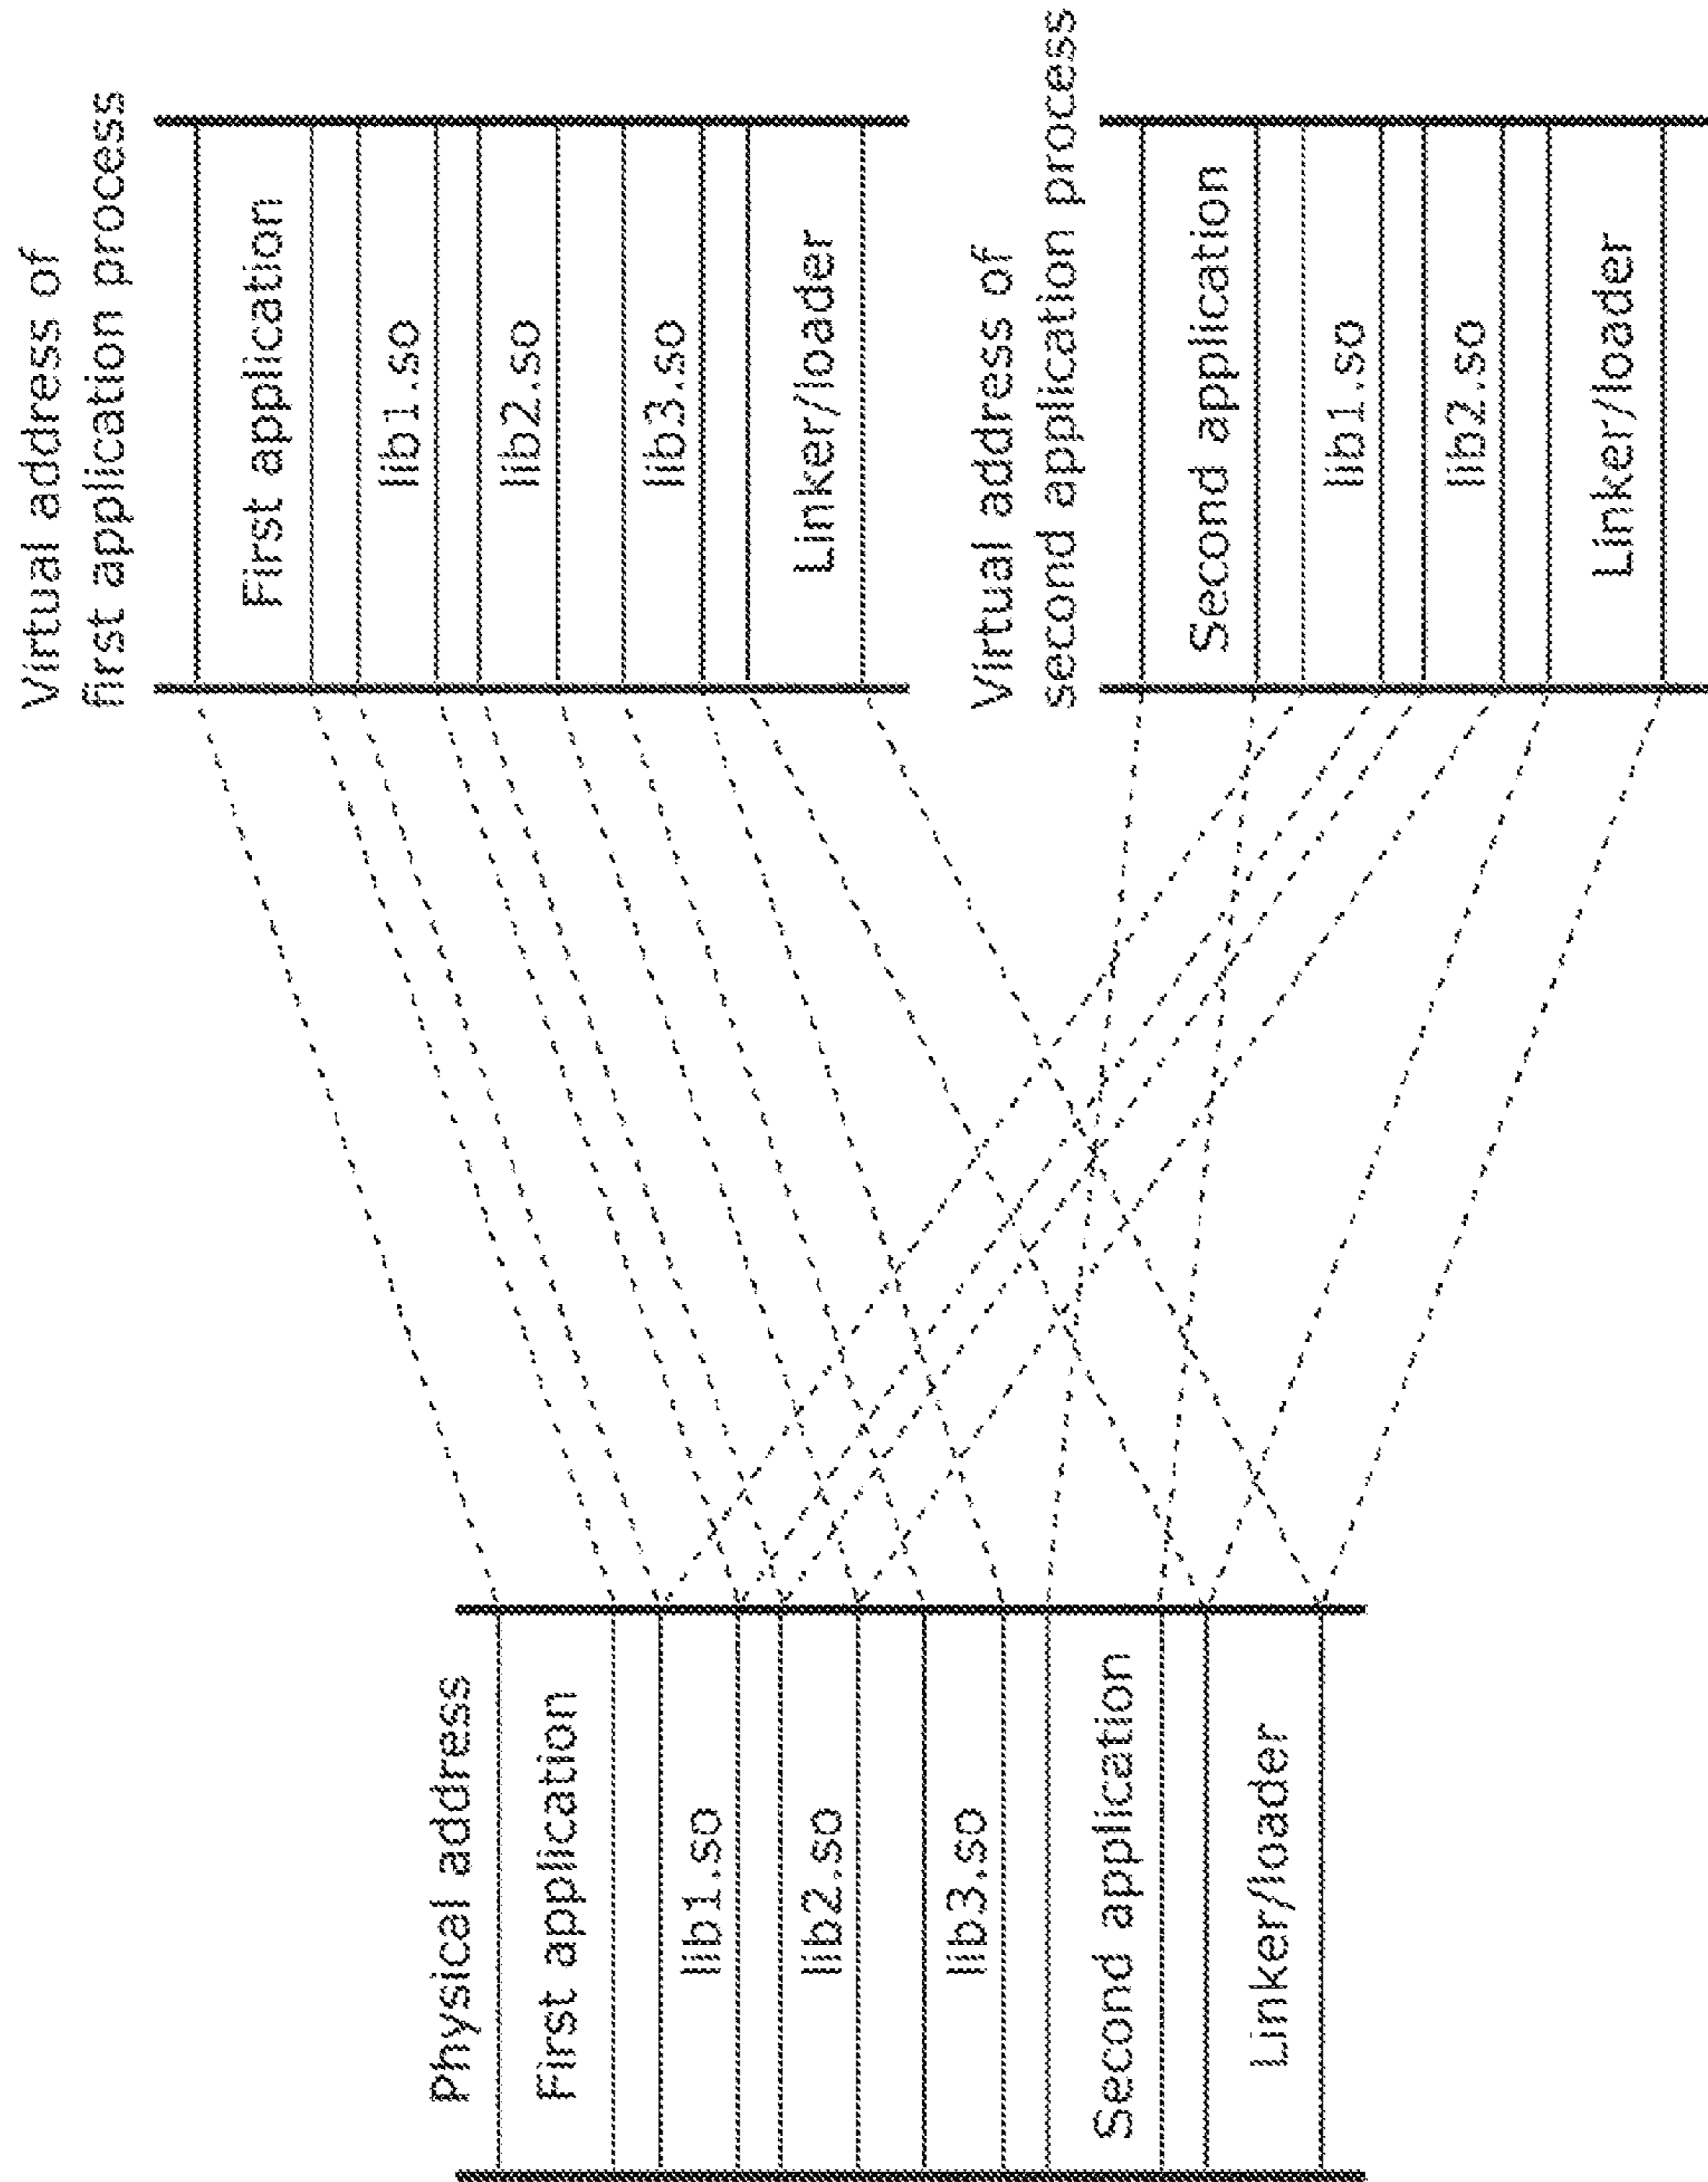 Physical address
First application
lib1.so
lib2.so
lib3.so
Second application
Linker/loader
Virtual address of
first application process
First application
lib1.so
lib2.so
lib3.so
Linker/loader
Virtual address of
second application process
Second application
lib1.so
lib2.so
Linker/loader